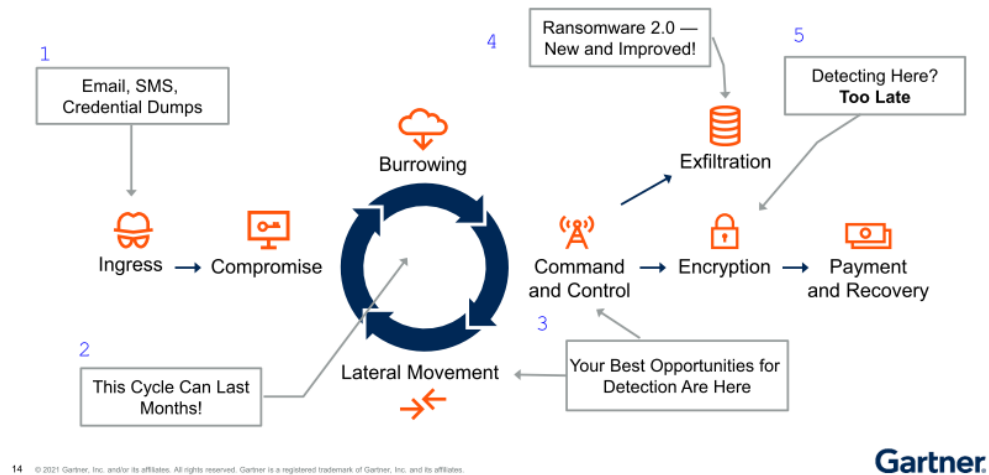 1
Email, SMS,
Credential Dumps
4
Ransomware 2.0 —
New and Improved!
5
Detecting Here?
Too Late
Burrowing
Exfiltration
Ingress
Compromise
Command
and Control
Encryption
Payment
and Recovery
2
This Cycle Can Last
Months!
Lateral Movement
3
Your Best Opportunities for
Detection Are Here
14 © 2021 Gartner, Inc. and/or its affiliates. All rights reserved. Gartner is a registered trademark of Gartner, Inc. and its affiliates.
Gartner.